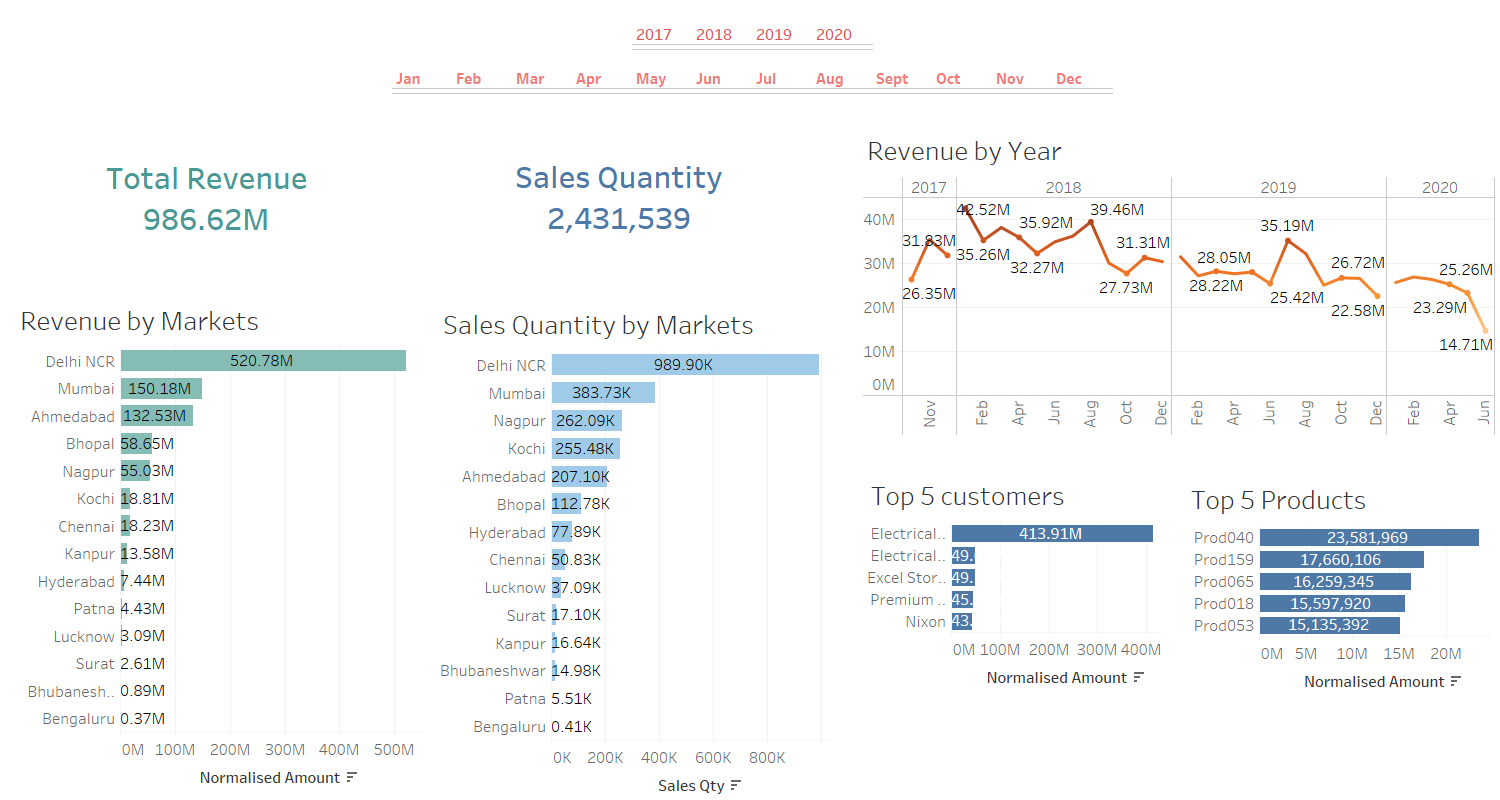 2017 2018 2019 2020
Jan Feb Mar Apr May Jun Jul Aug Sept Oct Nov Dec
Total Revenue
986.62M
Sales Quantity
2,431,539
Revenue by Markets
Delhi NCR 520.78M
Mumbai 150.18M
Ahmedabad 132.53M
Bhopal 58.65M
Nagpur 55.03M
Kochi 18.81M
Chennai 18.23M
Kanpur 13.58M
Hyderabad 7.44M
Patna 4.43M
Lucknow 3.09M
Surat 2.61M
Bhubanesh.. 0.89M
Bengaluru 0.37M
0M 100M 200M 300M 400M 500M
Normalised Amount
Sales Quantity by Markets
Delhi NCR 989.90K
Mumbai 383.73K
Nagpur 262.09K
Kochi 255.48K
Ahmedabad 207.10K
Bhopal 112.78K
Hyderabad 77.89K
Chennai 50.83K
Lucknow 37.09K
Surat 17.10K
Kanpur 16.64K
Bhubaneshwar 14.98K
Patna 5.51K
Bengaluru 0.41K
0K 200K 400K 600K 800K
Sales Qty
Revenue by Year
2017 2018 2019 2020
40M
30M
20M
10M
0M
31.83M
26.35M
42.52M
35.26M
35.92M
32.27M
39.46M
27.73M
31.31M
28.05M
28.22M
35.19M
25.42M
26.72M
22.58M
25.26M
23.29M
14.71M
Nov Feb Apr Jun Aug Oct Dec Feb Apr Jun Aug Oct Dec Feb Apr Jun
Top 5 customers
Electrical.. 413.91M
Electrical.. 49.
Excel Stor.. 49.
Premium .. 45.
Nixon 43.
0M 100M 200M 300M 400M
Normalised Amount
Top 5 Products
Prod040 23,581,969
Prod159 17,660,106
Prod065 16,259,345
Prod018 15,597,920
Prod053 15,135,392
0M 5M 10M 15M 20M
Normalised Amount